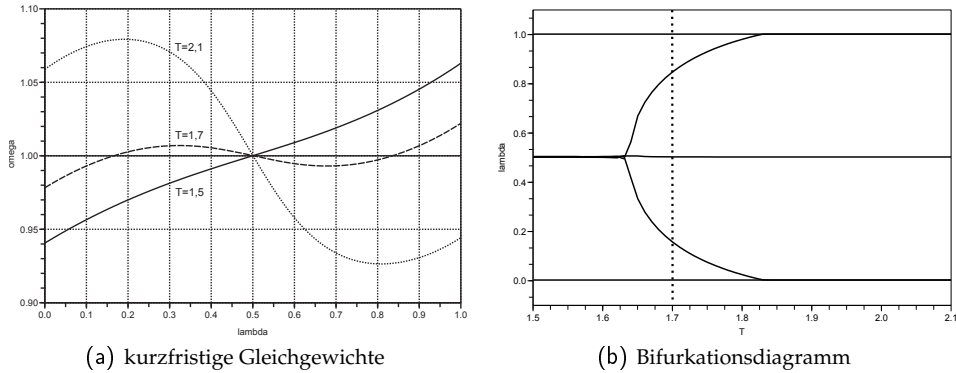 1.10
1.05
1.00
0.95
0.90
omega
T=2,1
T=1,7
T=1,5
0.0 0.1 0.2 0.3 0.4 0.5 0.6 0.7 0.8 0.9 1.0
lambda
(a) kurzfristige Gleichgewichte
1.0
0.8
0.6
0.4
0.2
0.0
lambda
1.5 1.6 1.7 1.8 1.9 2.0 2.1
T
(b) Bifurkationsdiagramm